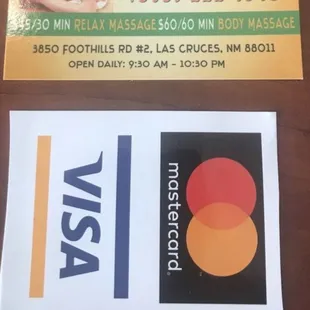 $45/30 MIN RELAX MASSAGE $60/60 MIN BODY MASSAGE
3850 FOOTHILLS RD #2, LAS CRUCES, NM 88011
OPEN DAILY: 9:30 AM - 10:30 PM
VISA
mastercard